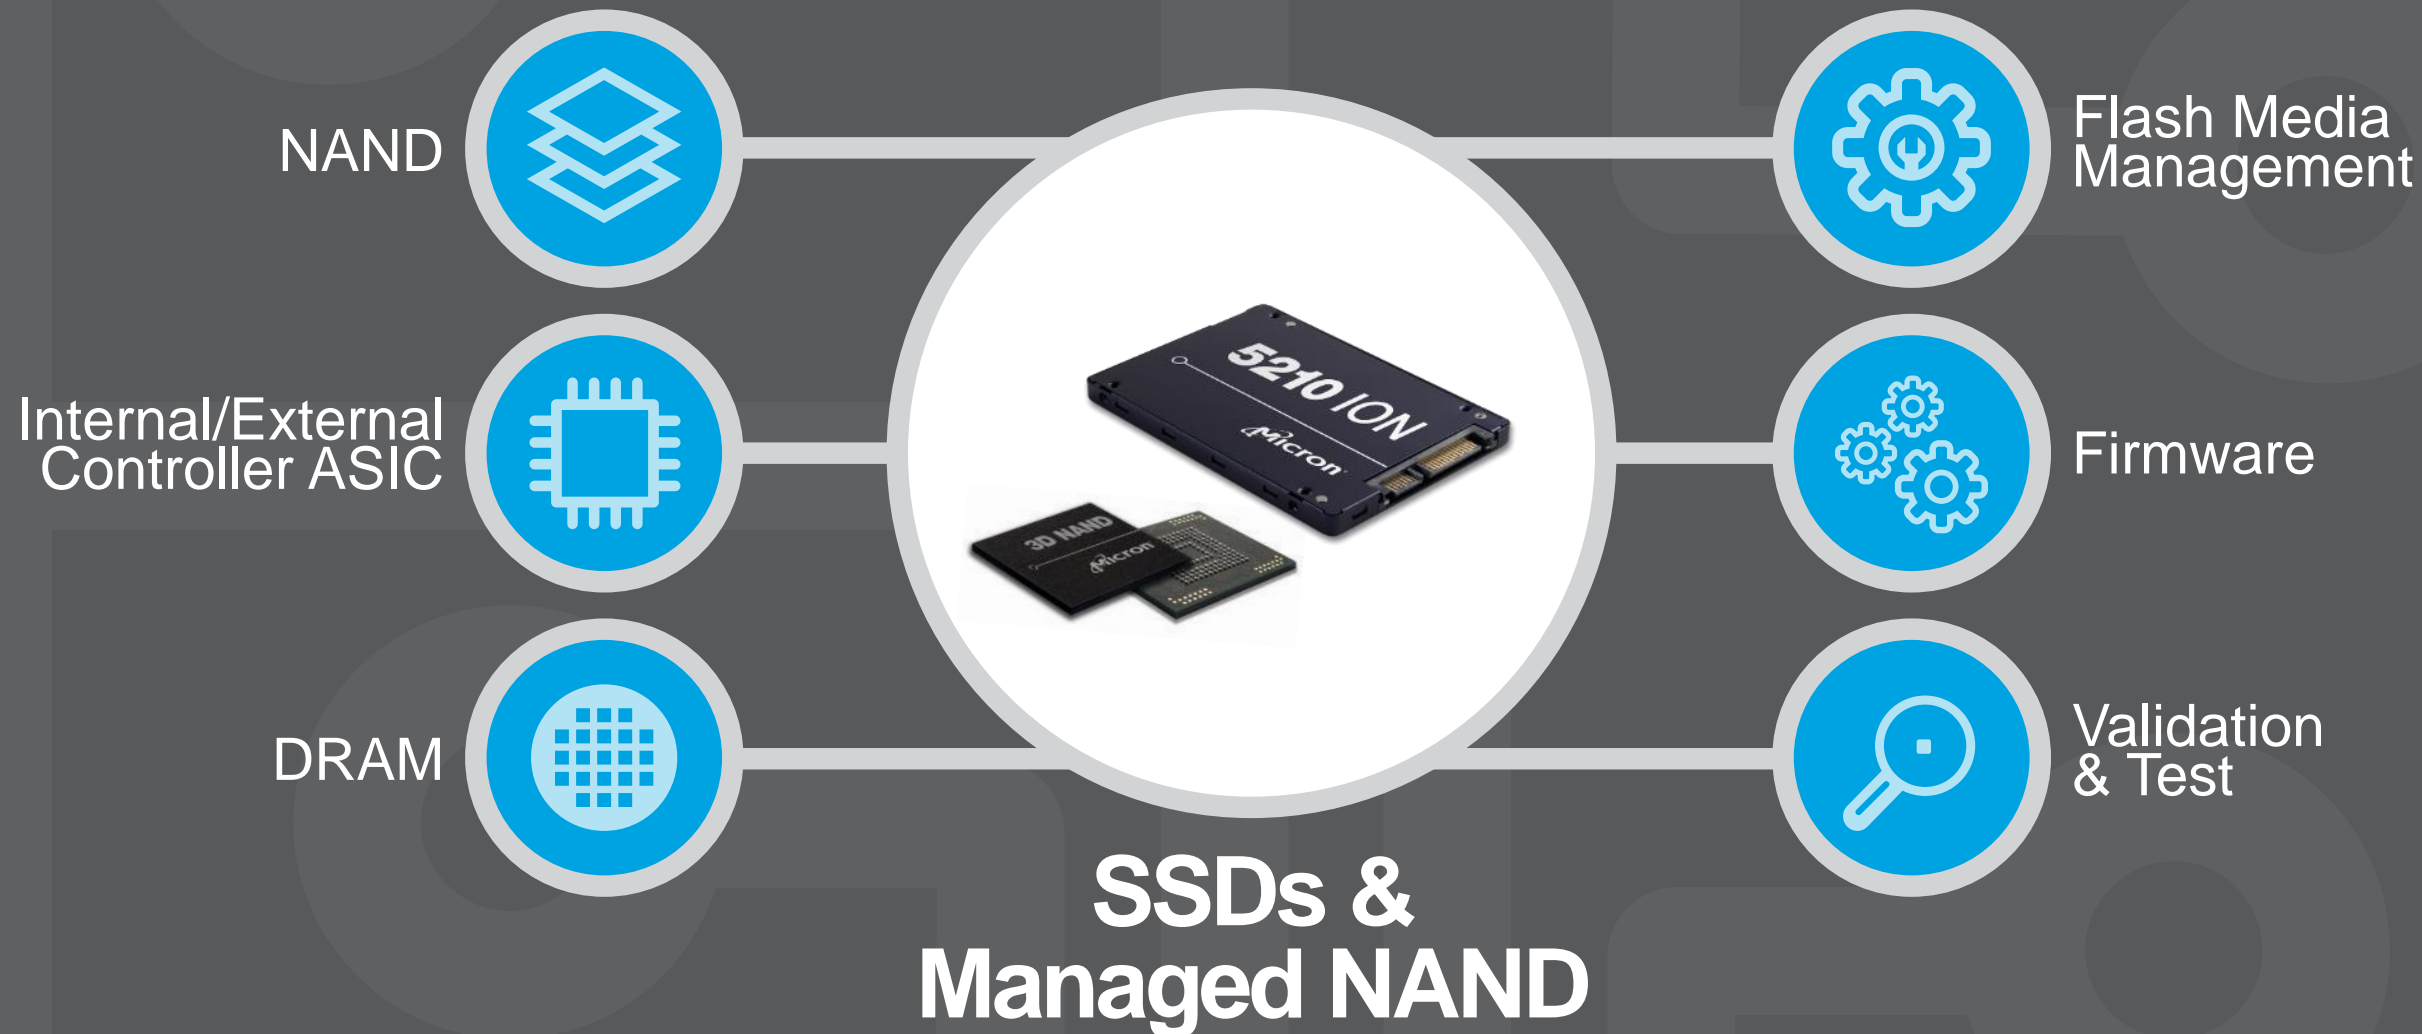 NAND
Internal/External
Controller ASIC
DRAM
5210 ION
Micron
3D NAND
Micron
Flash Media
Management
Firmware
Validation
& Test
SSDs &
Managed NAND